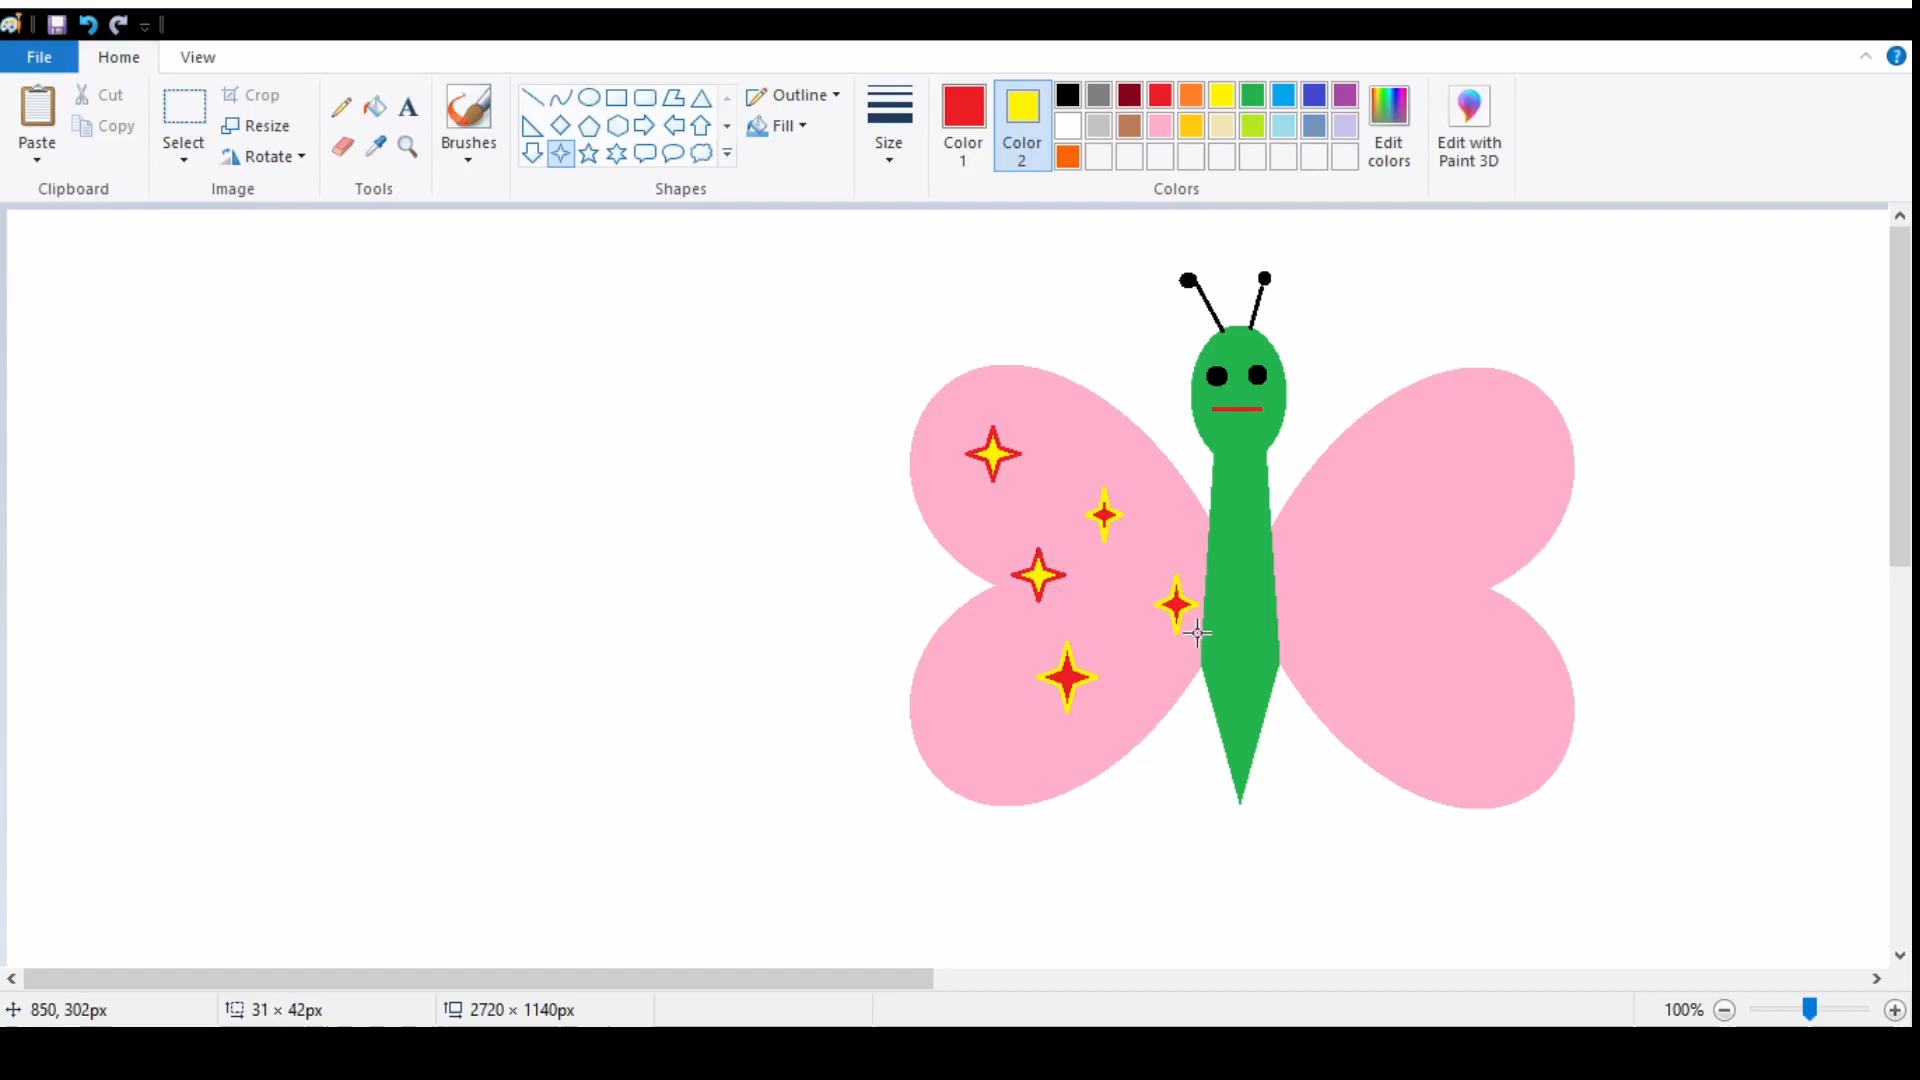 File Home View
Paste
Cut
Copy
Clipboard
Select
Crop
Resize
Rotate
Image
A
Tools
Brushes
Shapes
Outline
Fill
Size
Color
1
Color
2
Colors
Edit
colors
Edit with
Paint 3D
?
850, 302px
31 × 42px
2720 × 1140px
100%